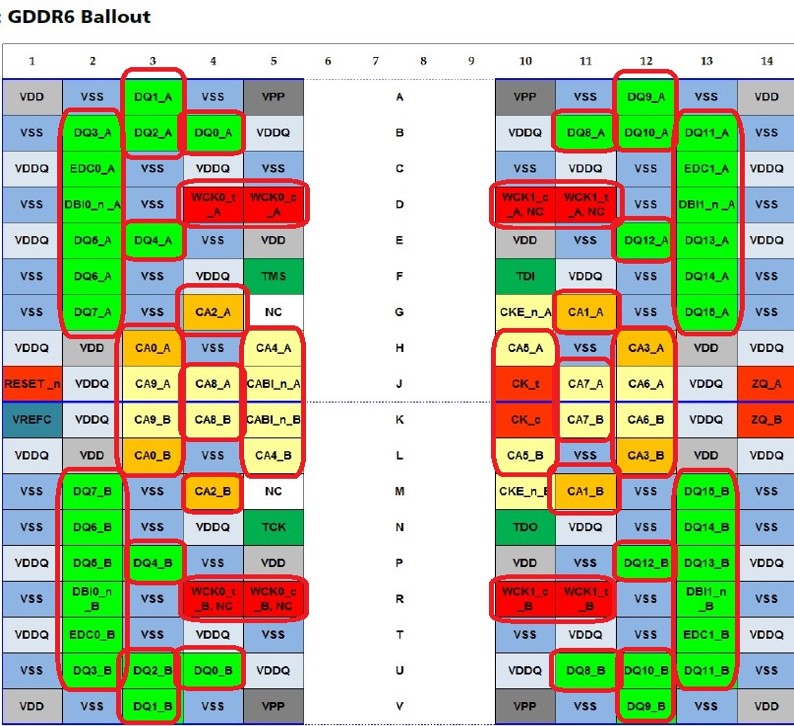 : GDDR6 Ballout
1 2 3 4 5 6 7 8 9 10 11 12 13 14
VDD VSS DQ1_A VSS VPP A VPP VSS DQ9_A VSS VDD
VSS DQ3_A DQ2_A DQ0_A VDDQ B VDDQ DQ8_A DQ10_A DQ11_A VSS
VDDQ EDC0_A VSS VDDQ VSS C VSS VDDQ VSS EDC1_A VDDQ
VSS DBI0_n_A VSS WCK0_t_A WCK0_c_A D WCK1_c_A, NC WCK1_t_A, NC VSS DBI1_n_A VSS
VDDQ DQ5_A DQ4_A VSS VDD E VDD VSS DQ12_A DQ13_A VDDQ
VSS DQ6_A VSS VDDQ TMS F TDI VDDQ VSS DQ14_A VSS
VSS DQ7_A VSS CA2_A NC G CKE_n_A CA1_A VSS DQ15_A VSS
VDDQ VDD CA0_A VSS CA4_A H CA5_A VSS CA3_A VDD VDDQ
RESET_n VDDQ CA9_A CA8_A CABI_n_A J CK_t CA7_A CA6_A VDDQ ZQ_A
VREFC VDDQ CA9_B CA8_B CABI_n_B K CK_c CA7_B CA6_B VDDQ ZQ_B
VDDQ VDD CA0_B VSS CA4_B L CA5_B VSS CA3_B VDD VDDQ
VSS DQ7_B VSS CA2_B NC M CKE_n_B CA1_B VSS DQ15_B VSS
VSS DQ6_B VSS VDDQ TCK N TDO VDDQ VSS DQ14_B VSS
VDDQ DQ5_B DQ4_B VSS VDD P VDD VSS DQ12_B DQ13_B VDDQ
VSS DBI0_n_B VSS WCK0_t_B, NC WCK0_c_B, NC R WCK1_c_B WCK1_t_B VSS DBI1_n_B VSS
VDDQ EDC0_B VSS VDDQ VSS T VSS VDDQ VSS EDC1_B VDDQ
VSS DQ3_B DQ2_B DQ0_B VDDQ U VDDQ DQ8_B DQ10_B DQ11_B VSS
VDD VSS DQ1_B VSS VPP V VPP VSS DQ9_B VSS VDD